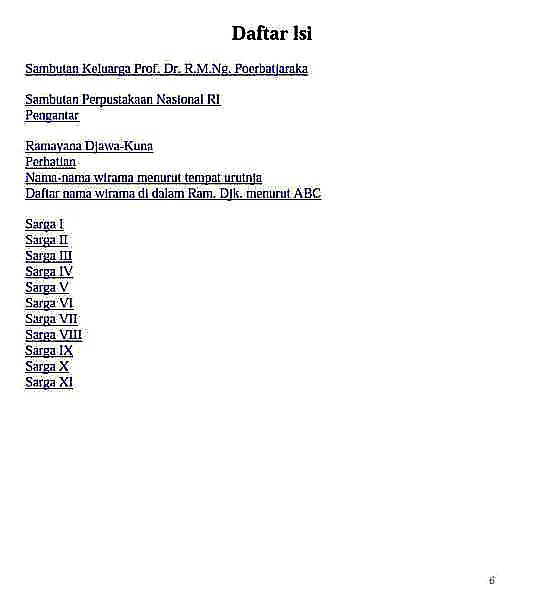 Daftar Isi
Sambutan Keluarga Prof. Dr. R.M.Ng. Poerbatjaraka
Sambutan Perpustakaan Nasional RI
Pengantar
Ramayana Djawa-Kuna
Perhatian
Nama-nama wirama menurut tempat urutnja
Daftar nama wirama di dalam Ram. Djk. menurut ABC
Sarga I
Sarga II
Sarga III
Sarga IV
Sarga V
Sarga VI
Sarga VII
Sarga VIII
Sarga IX
Sarga X
Sarga XI
6